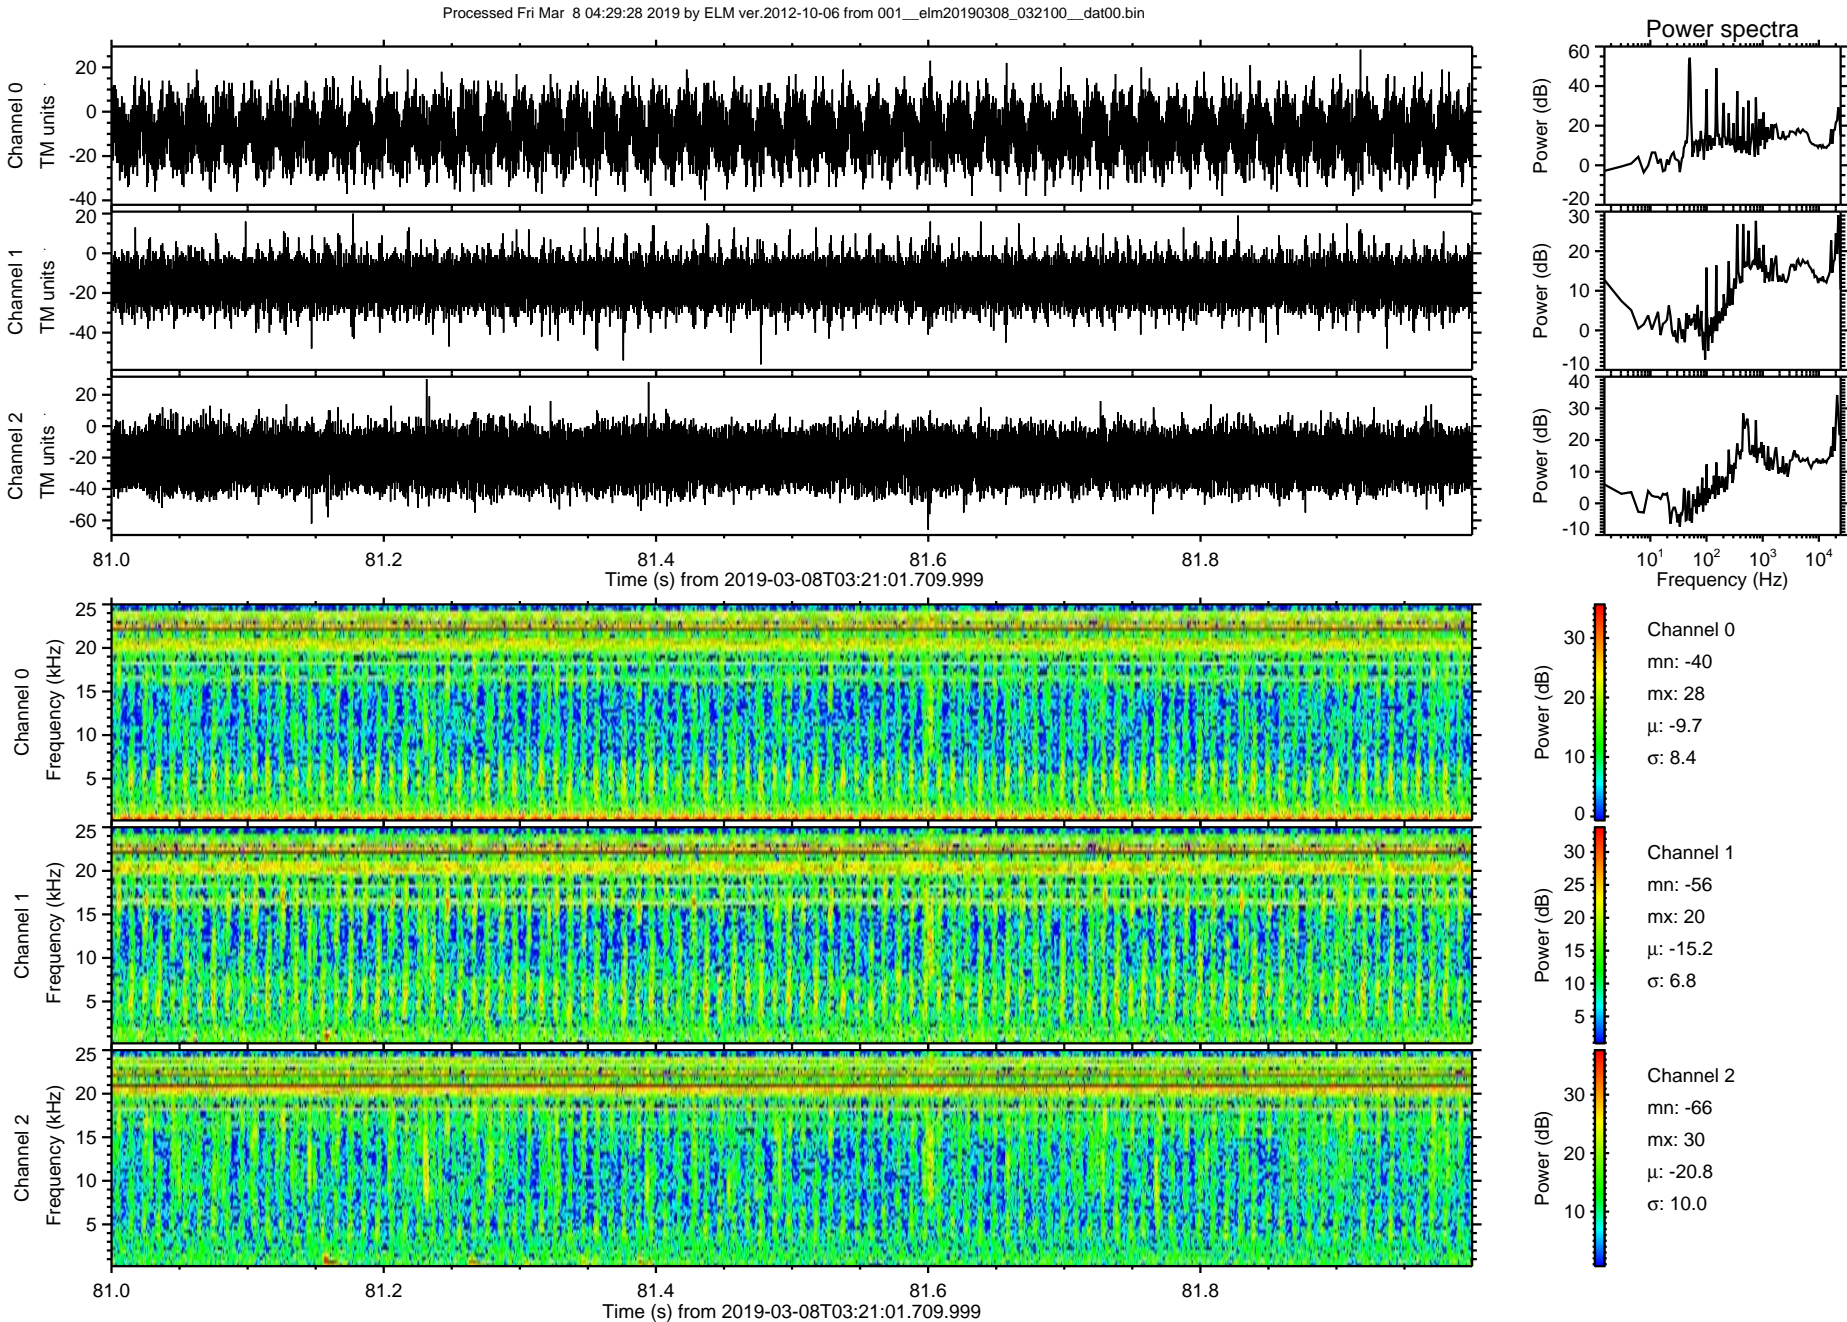 Processed Fri Mar  8 04:29:28 2019 by ELM ver.2012-10-06 from 001__elm20190308_032100__dat00.bin
Power spectra
Channel 0
TM units
20
0
-20
-40
Power (dB)
60
40
20
0
-20
Channel 1
TM units
20
0
-20
-40
Power (dB)
30
20
10
0
-10
Channel 2
TM units
20
0
-20
-40
-60
Power (dB)
40
30
20
10
0
-10
81.0 81.2 81.4 81.6 81.8
Time (s) from 2019-03-08T03:21:01.709.999
10^1 10^2 10^3 10^4
Frequency (Hz)
Channel 0
Frequency (kHz)
25
20
15
10
5
Power (dB)
30
20
10
0
Channel 0
mn: -40
mx: 28
μ: -9.7
σ: 8.4
Channel 1
Frequency (kHz)
25
20
15
10
5
Power (dB)
30
25
20
15
10
5
Channel 1
mn: -56
mx: 20
μ: -15.2
σ: 6.8
Channel 2
Frequency (kHz)
25
20
15
10
5
Power (dB)
30
20
10
Channel 2
mn: -66
mx: 30
μ: -20.8
σ: 10.0
81.0 81.2 81.4 81.6 81.8
Time (s) from 2019-03-08T03:21:01.709.999